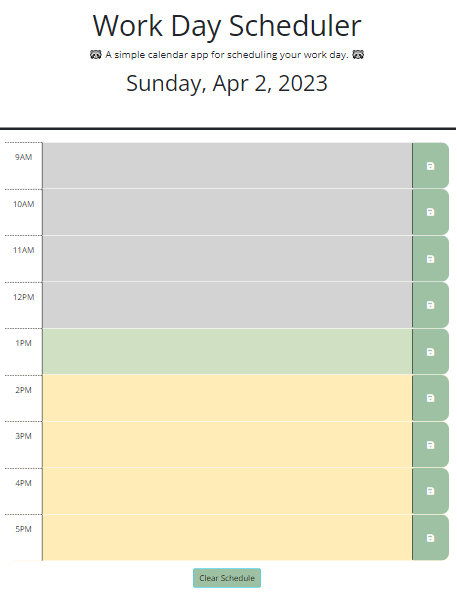 Work Day Scheduler
🦝 A simple calendar app for scheduling your work day. 🦝
Sunday, Apr 2, 2023
9AM
10AM
11AM
12PM
1PM
2PM
3PM
4PM
5PM
Clear Schedule